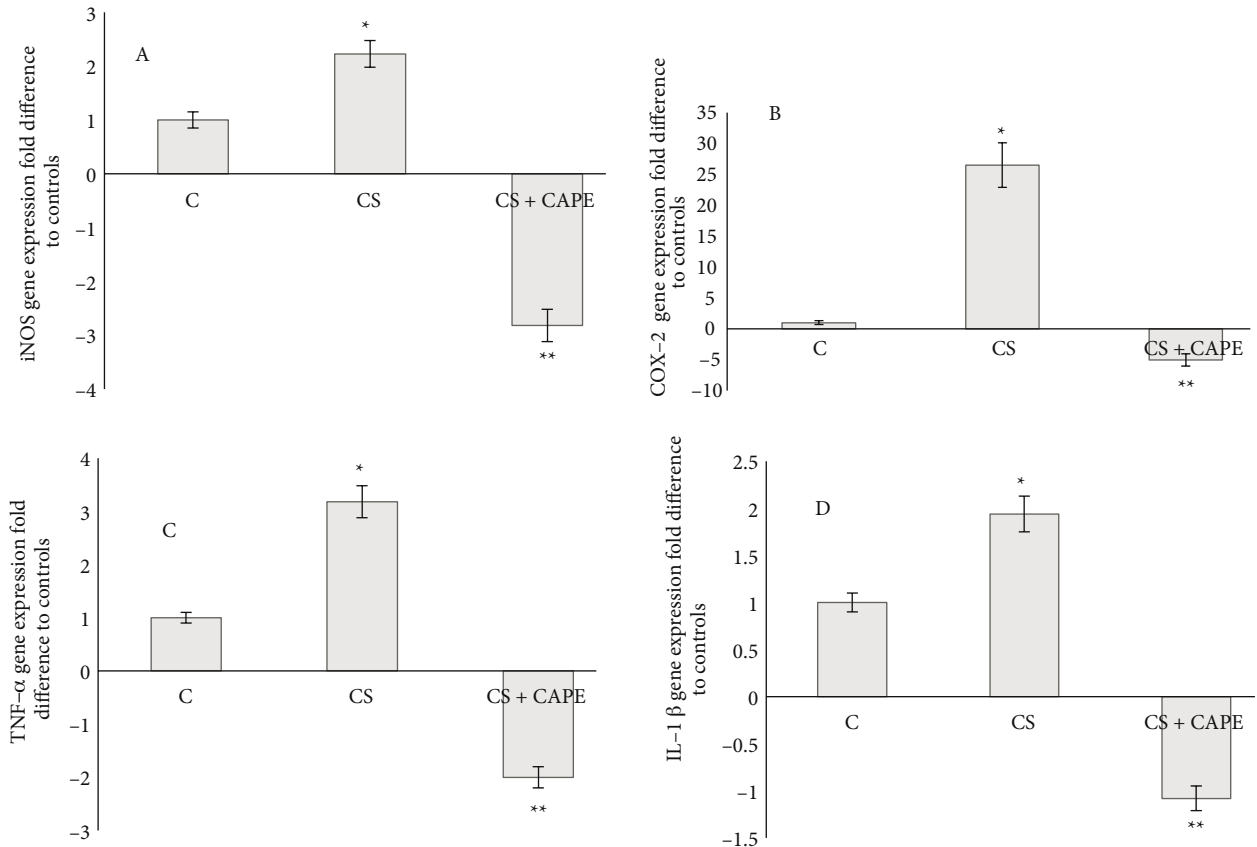 iNOS gene expression fold difference
to controls
3
2
1
0
−1
−2
−3
−4
A
*
C
CS
CS + CAPE
**
COX−2 gene expression fold difference
to controls
35
30
25
20
15
10
5
0
−5
−10
B
*
C
CS
CS + CAPE
**
TNF−α gene expression fold
difference to controls
4
3
2
1
0
−1
−2
−3
C
*
C
CS
CS + CAPE
**
IL−1 β gene expression fold difference
to controls
2.5
2
1.5
1
0.5
0
−0.5
−1
−1.5
D
*
C
CS
CS + CAPE
**